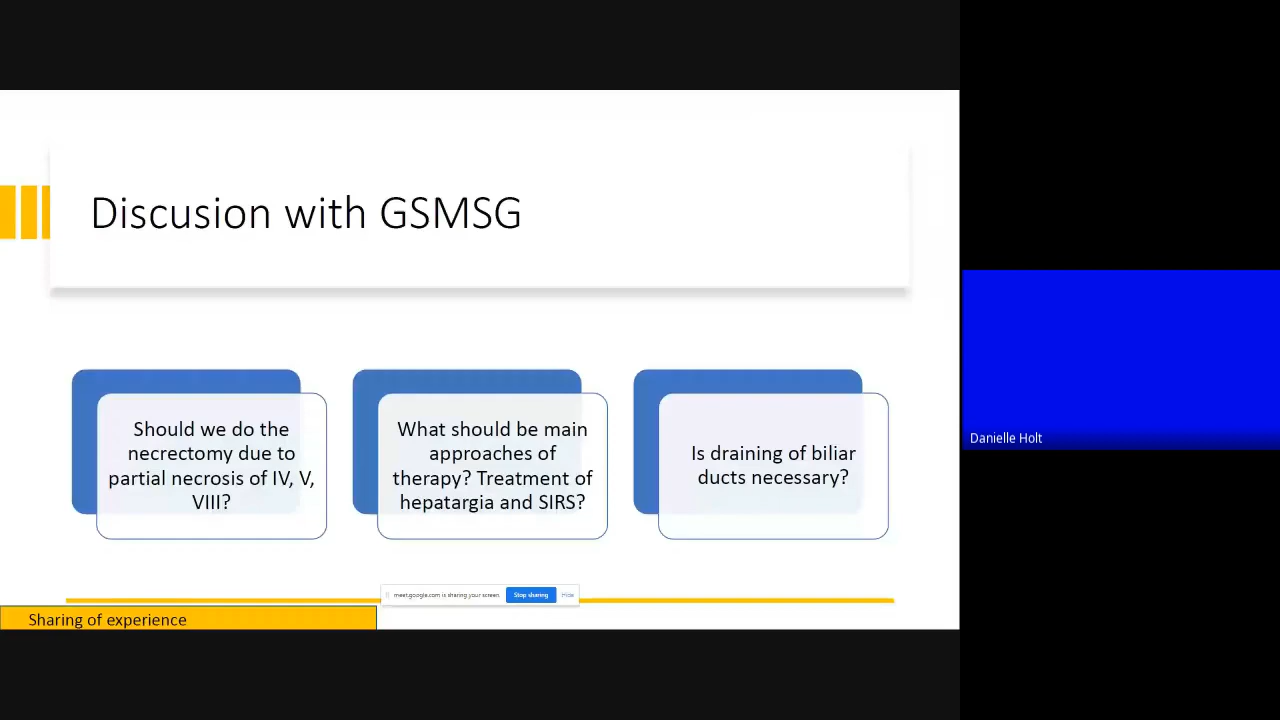 Discusion with GSMSG
Should we do the
necrectomy due to
partial necrosis of IV, V,
VIII?
What should be main
approaches of
therapy? Treatment of
hepatargia and SIRS?
Is draining of biliar
ducts necessary?
meet.google.com is sharing your screen.
Stop sharing
Hide
Sharing of experience
Danielle Holt